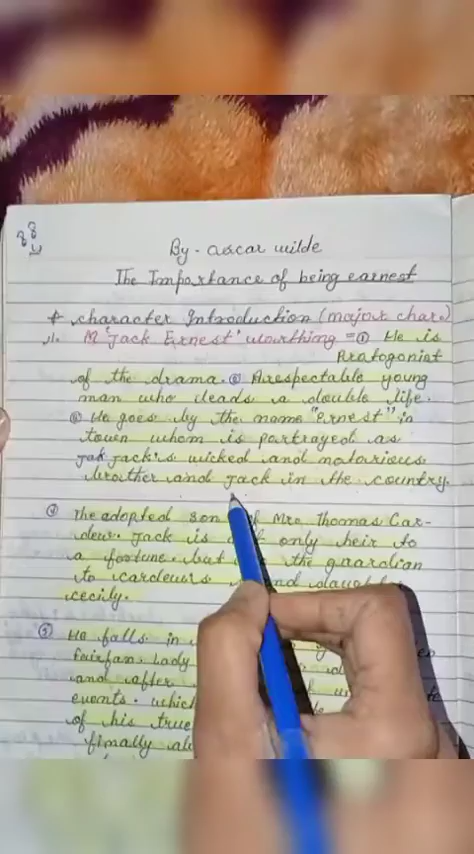 By - oscar wilde
The Importance of being earnest
* character Introduction (major chare)
M "Jack Ernest" worthing = ① He is
Protogonist
of the drama. ② A respectable young
man who leads a double life.
③ He goes by the name "Ernest" in
town whom is portrayed as
Jack's wicked and notorious
brother and Jack in the country.
④ The adopted son of Mr. Thomas Car-
dew. Jack is only heir to
a fortune. but the gaardian
to cardews
cecily.
⑤ He falls in
fairfax. Lady
and after
events. which
of his true
finally